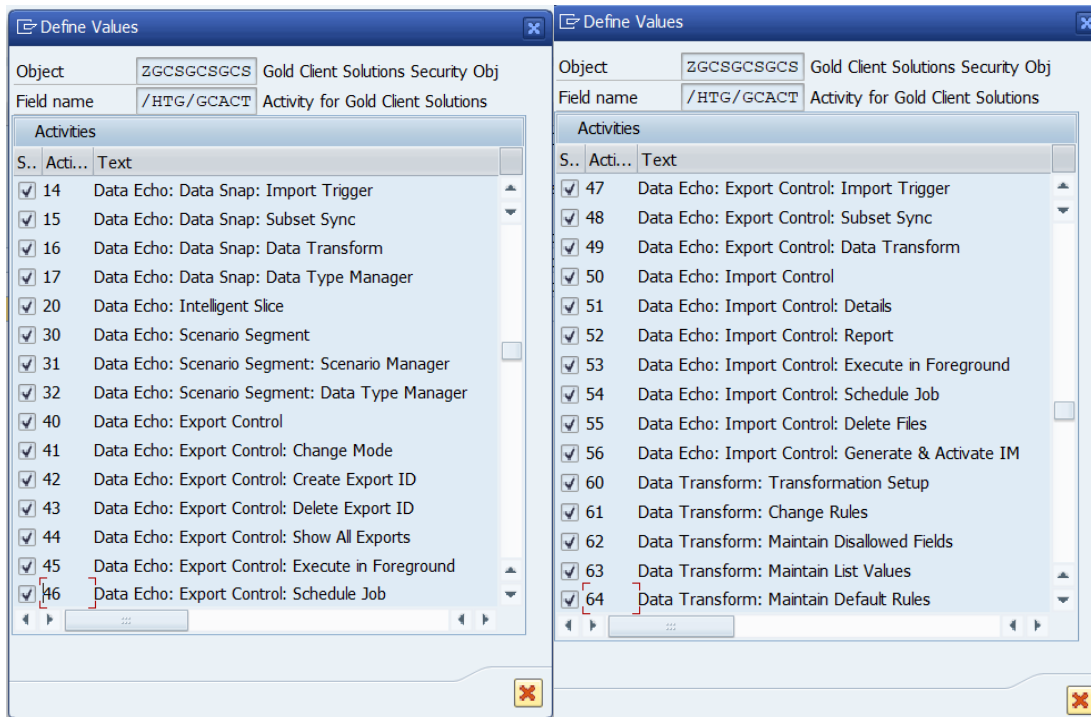 Define Values
Object ZGCSGCSGCS Gold Client Solutions Security Obj
Field name /HTG/GCACT Activity for Gold Client Solutions
Activities
S.. Acti... Text
14 Data Echo: Data Snap: Import Trigger
15 Data Echo: Data Snap: Subset Sync
16 Data Echo: Data Snap: Data Transform
17 Data Echo: Data Snap: Data Type Manager
20 Data Echo: Intelligent Slice
30 Data Echo: Scenario Segment
31 Data Echo: Scenario Segment: Scenario Manager
32 Data Echo: Scenario Segment: Data Type Manager
40 Data Echo: Export Control
41 Data Echo: Export Control: Change Mode
42 Data Echo: Export Control: Create Export ID
43 Data Echo: Export Control: Delete Export ID
44 Data Echo: Export Control: Show All Exports
45 Data Echo: Export Control: Execute in Foreground
46 Data Echo: Export Control: Schedule Job
Define Values
Object ZGCSGCSGCS Gold Client Solutions Security Obj
Field name /HTG/GCACT Activity for Gold Client Solutions
Activities
S.. Acti... Text
47 Data Echo: Export Control: Import Trigger
48 Data Echo: Export Control: Subset Sync
49 Data Echo: Export Control: Data Transform
50 Data Echo: Import Control
51 Data Echo: Import Control: Details
52 Data Echo: Import Control: Report
53 Data Echo: Import Control: Execute in Foreground
54 Data Echo: Import Control: Schedule Job
55 Data Echo: Import Control: Delete Files
56 Data Echo: Import Control: Generate & Activate IM
60 Data Transform: Transformation Setup
61 Data Transform: Change Rules
62 Data Transform: Maintain Disallowed Fields
63 Data Transform: Maintain List Values
64 Data Transform: Maintain Default Rules